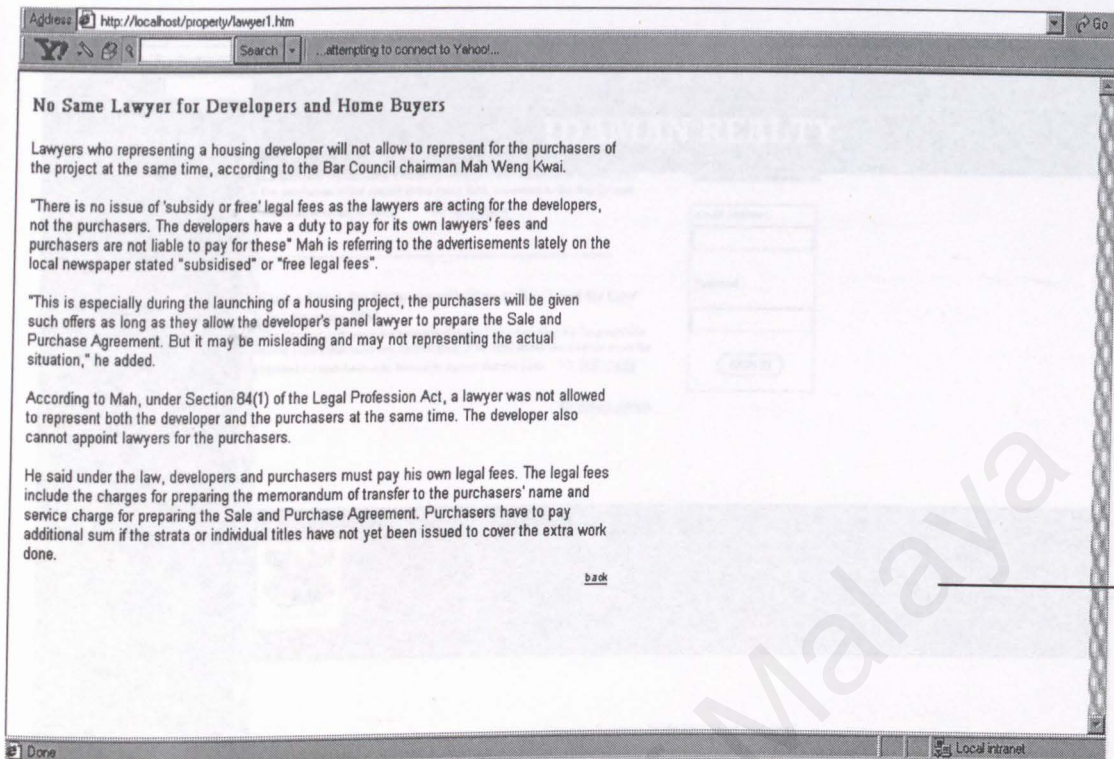 Address http://localhost/property/lawyer1.htm Go
Y! Search ...attempting to connect to Yahoo!...
No Same Lawyer for Developers and Home Buyers
Lawyers who representing a housing developer will not allow to represent for the purchasers of
the project at the same time, according to the Bar Council chairman Mah Weng Kwai.
"There is no issue of 'subsidy or free' legal fees as the lawyers are acting for the developers,
not the purchasers. The developers have a duty to pay for its own lawyers' fees and
purchasers are not liable to pay for these" Mah is referring to the advertisements lately on the
local newspaper stated "subsidised" or "free legal fees".
"This is especially during the launching of a housing project, the purchasers will be given
such offers as long as they allow the developer's panel lawyer to prepare the Sale and
Purchase Agreement. But it may be misleading and may not representing the actual
situation," he added.
According to Mah, under Section 84(1) of the Legal Profession Act, a lawyer was not allowed
to represent both the developer and the purchasers at the same time. The developer also
cannot appoint lawyers for the purchasers.
He said under the law, developers and purchasers must pay his own legal fees. The legal fees
include the charges for preparing the memorandum of transfer to the purchasers' name and
service charge for preparing the Sale and Purchase Agreement. Purchasers have to pay
additional sum if the strata or individual titles have not yet been issued to cover the extra work
done.
back
Malaya
Done Local intranet